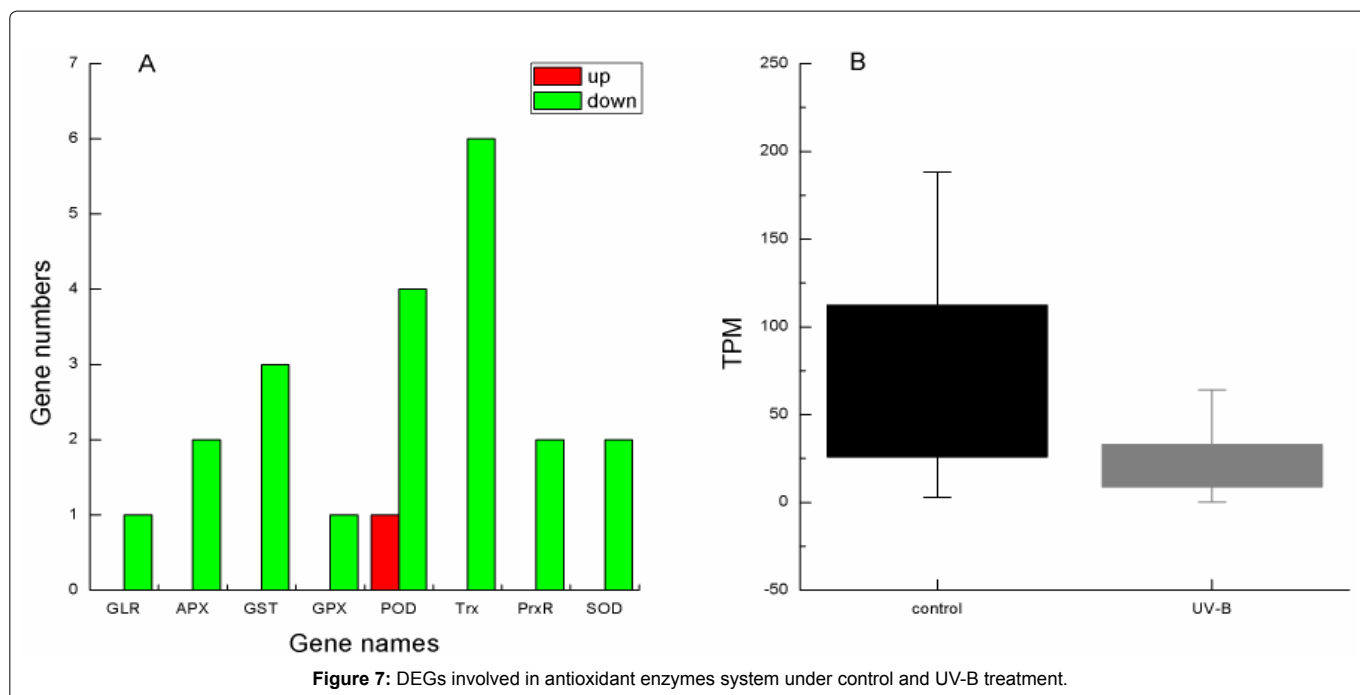 A
up
down
7
6
5
4
3
2
1
0
Gene numbers
GLR APX GST GPX POD Trx PrxR SOD
Gene names
B
250
200
150
100
50
0
-50
TPM
control UV-B
Figure 7: DEGs involved in antioxidant enzymes system under control and UV-B treatment.